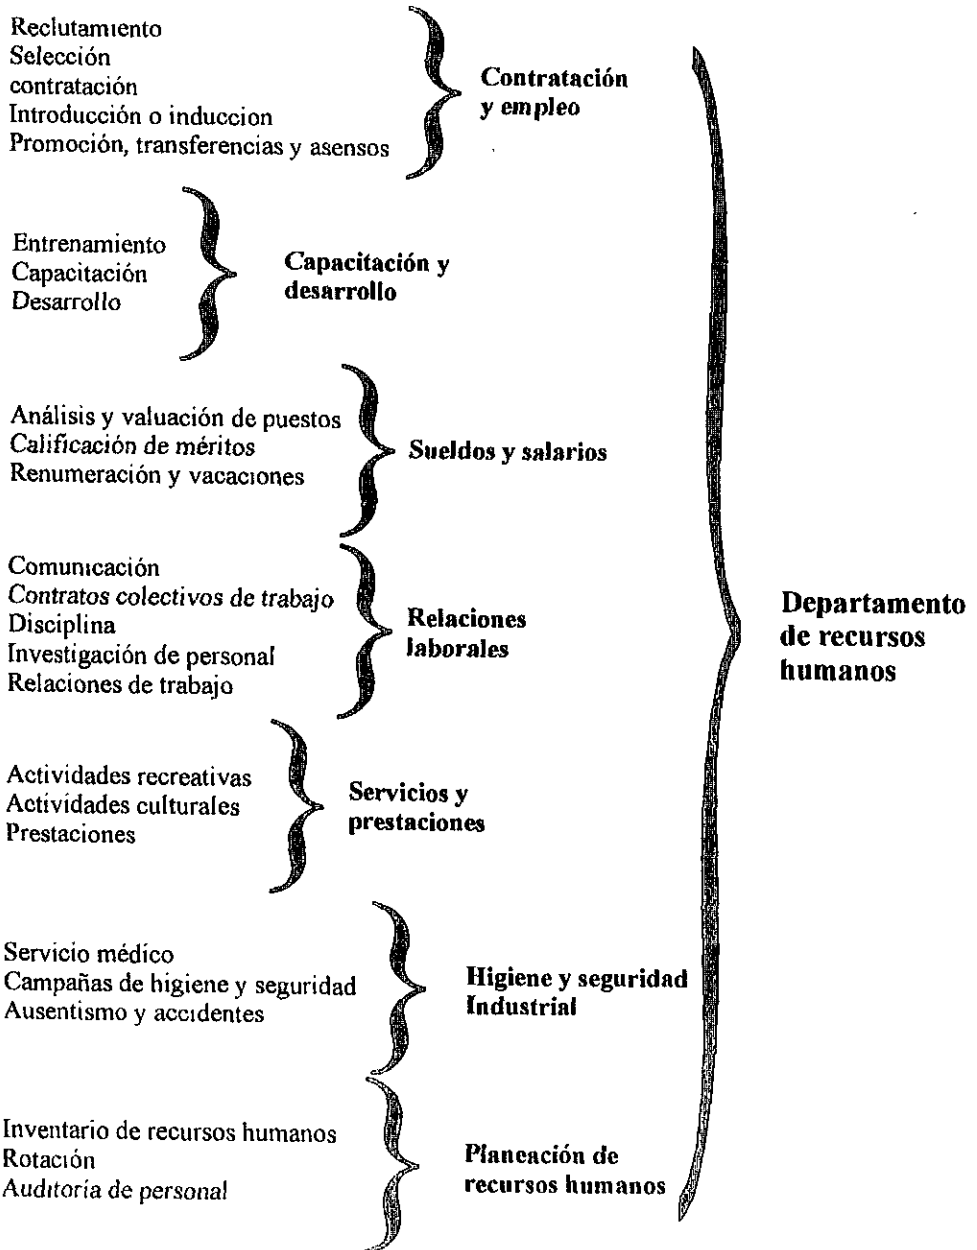 Reclutamiento
Selección
contratación
Introducción o induccion
Promoción, transferencias y asensos
Contratación
y empleo
Entrenamiento
Capacitación
Desarrollo
Capacitación y
desarrollo
Análisis y valuación de puestos
Calificación de méritos
Renumeración y vacaciones
Sueldos y salarios
Comunicación
Contratos colectivos de trabajo
Disciplina
Investigación de personal
Relaciones de trabajo
Relaciones
laborales
Actividades recreativas
Actividades culturales
Prestaciones
Servicios y
prestaciones
Servicio médico
Campañas de higiene y seguridad
Ausentismo y accidentes
Higiene y seguridad
Industrial
Inventario de recursos humanos
Rotación
Auditoría de personal
Planeación de
recursos humanos
Departamento
de recursos
humanos